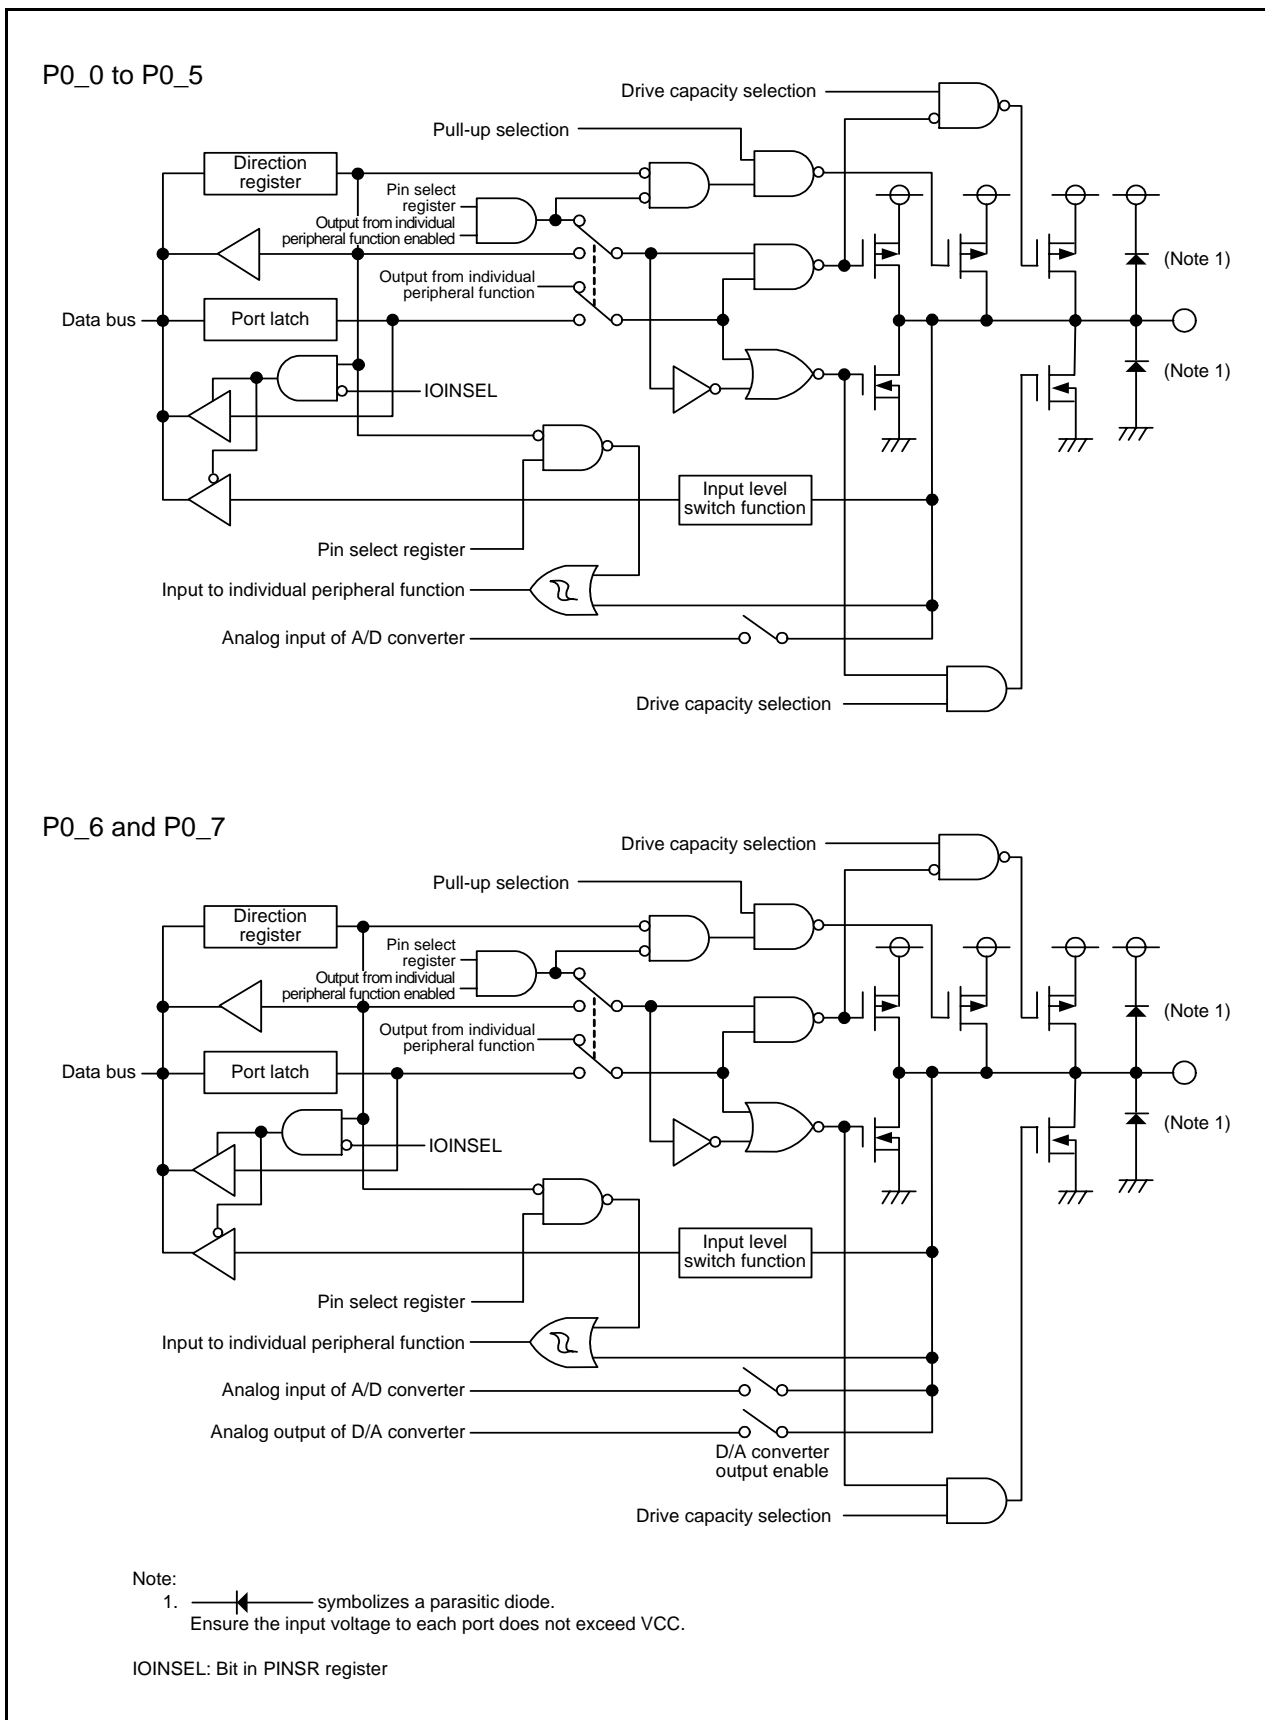 P0_0 to P0_5
Drive capacity selection
Pull-up selection
Direction
register
Pin select
register
Output from individual
peripheral function enabled
(Note 1)
Output from individual
peripheral function
Data bus
Port latch
(Note 1)
IOINSEL
Input level
switch function
Pin select register
Input to individual peripheral function
Analog input of A/D converter
Drive capacity selection
P0_6 and P0_7
Drive capacity selection
Pull-up selection
Direction
register
Pin select
register
Output from individual
peripheral function enabled
(Note 1)
Output from individual
peripheral function
Data bus
Port latch
(Note 1)
IOINSEL
Input level
switch function
Pin select register
Input to individual peripheral function
Analog input of A/D converter
Analog output of D/A converter
D/A converter
output enable
Drive capacity selection
Note:
1. symbolizes a parasitic diode.
Ensure the input voltage to each port does not exceed VCC.
IOINSEL: Bit in PINSR register